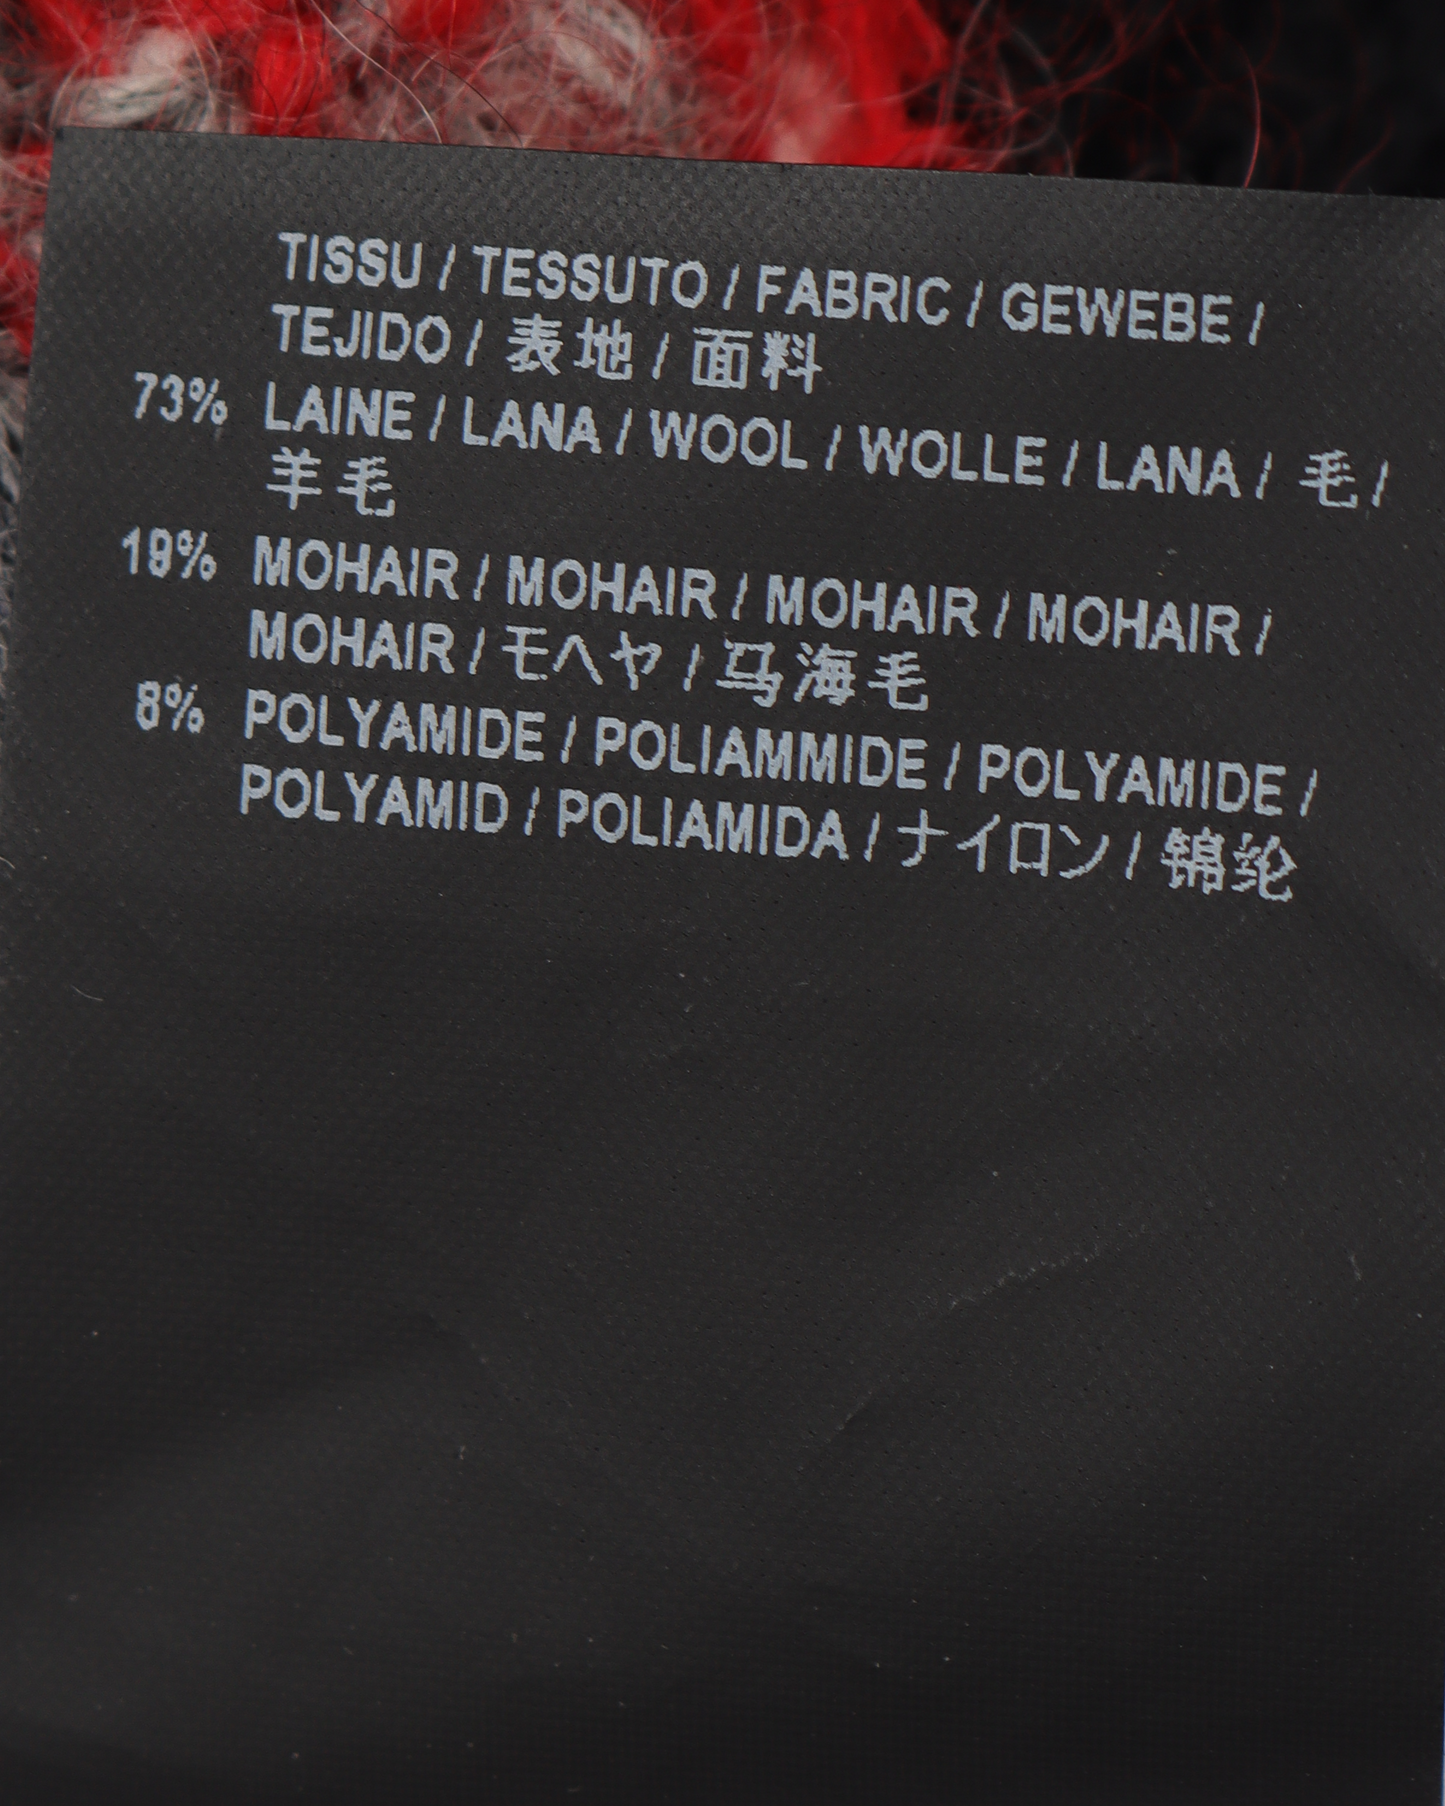 TISSU / TESSUTO / FABRIC / GEWEBE /
TEJIDO / 表地 / 面料
73% LAINE / LANA / WOOL / WOLLE / LANA / 毛 /
羊毛
19% MOHAIR / MOHAIR / MOHAIR / MOHAIR /
MOHAIR / モヘヤ / 马海毛
8% POLYAMIDE / POLIAMMIDE / POLYAMIDE /
POLYAMID / POLIAMIDA / ナイロン / 锦纶